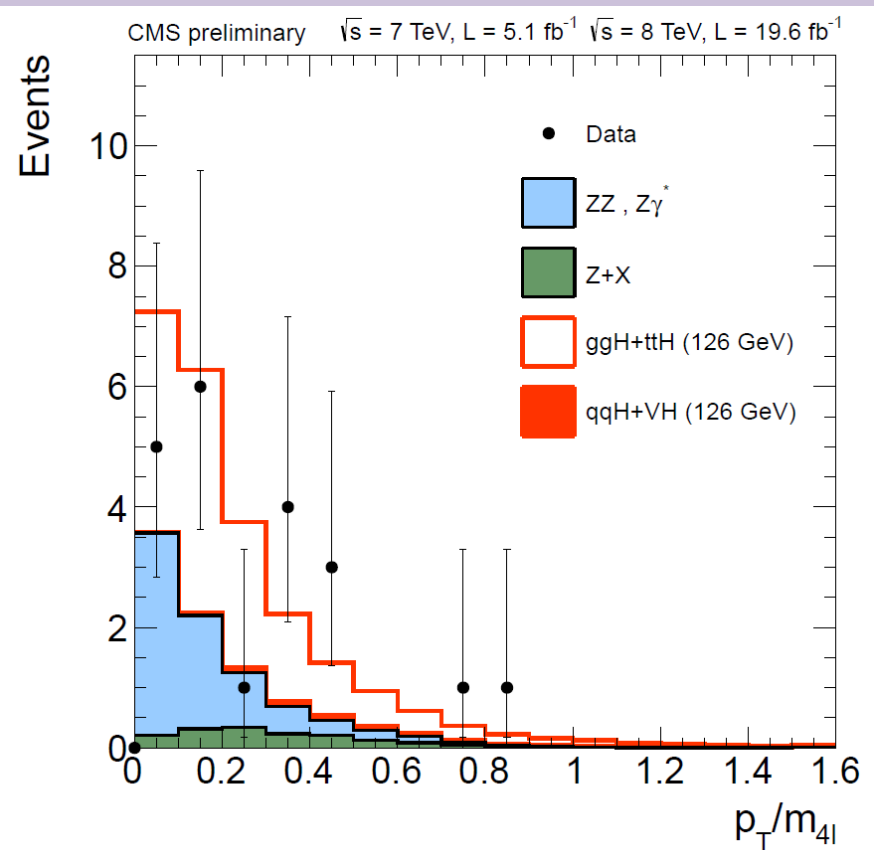 CMS preliminary √s = 7 TeV, L = 5.1 fb⁻¹ √s = 8 TeV, L = 19.6 fb⁻¹
Events
10
8
6
4
2
0
Data
ZZ , Zγ*
Z+X
ggH+ttH (126 GeV)
qqH+VH (126 GeV)
0 0.2 0.4 0.6 0.8 1 1.2 1.4 1.6
p_T/m_4l